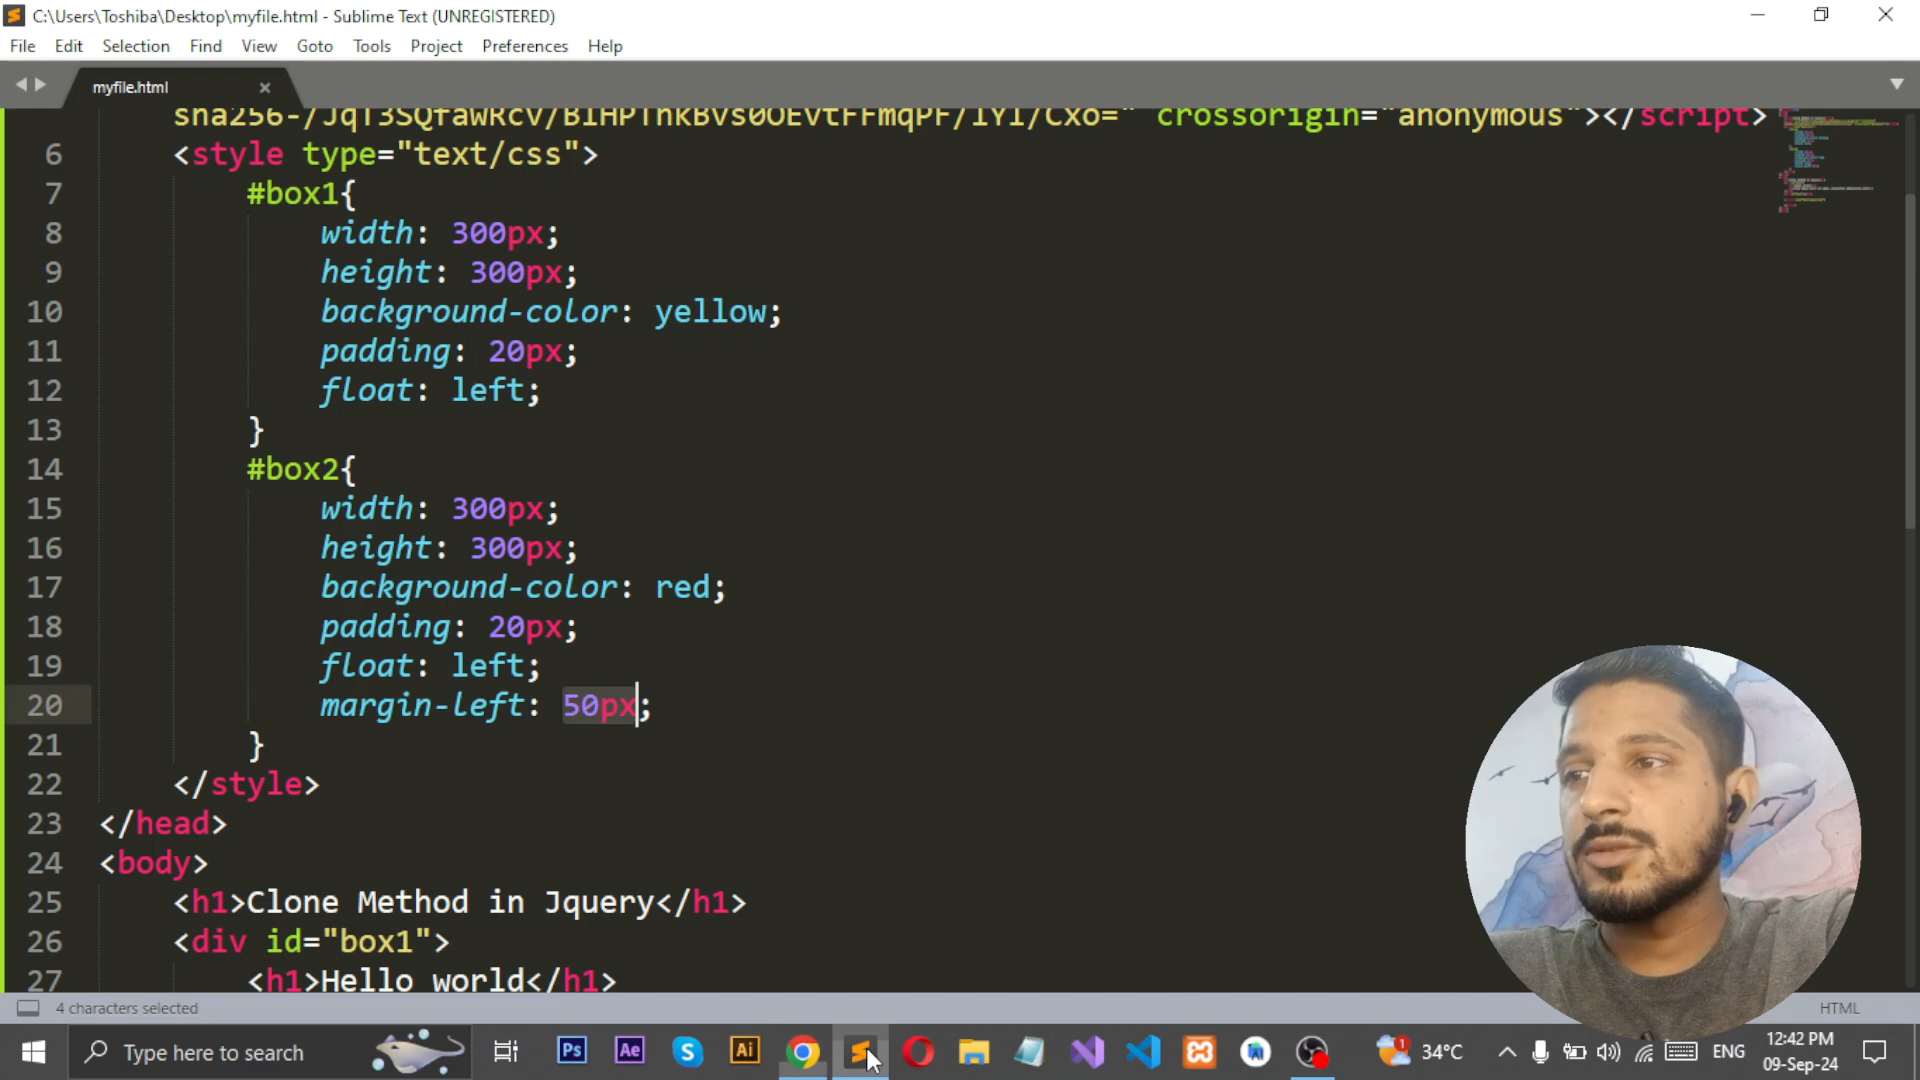 C:\Users\Toshiba\Desktop\myfile.html - Sublime Text (UNREGISTERED)
File Edit Selection Find View Goto Tools Project Preferences Help
myfile.html
crossorigin="anonymous"></script>
6 <style type="text/css">
7 #box1{
8 width: 300px;
9 height: 300px;
10 background-color: yellow;
11 padding: 20px;
12 float: left;
13 }
14 #box2{
15 width: 300px;
16 height: 300px;
17 background-color: red;
18 padding: 20px;
19 float: left;
20 margin-left: 50px;
21 }
22 </style>
23 </head>
24 <body>
25 <h1>Clone Method in Jquery</h1>
26 <div id="box1">
27 <h1>Hello world</h1>
4 characters selected
HTML
Type here to search
Ps
Ae
Ai
1
34°C
ENG
12:42 PM
09-Sep-24